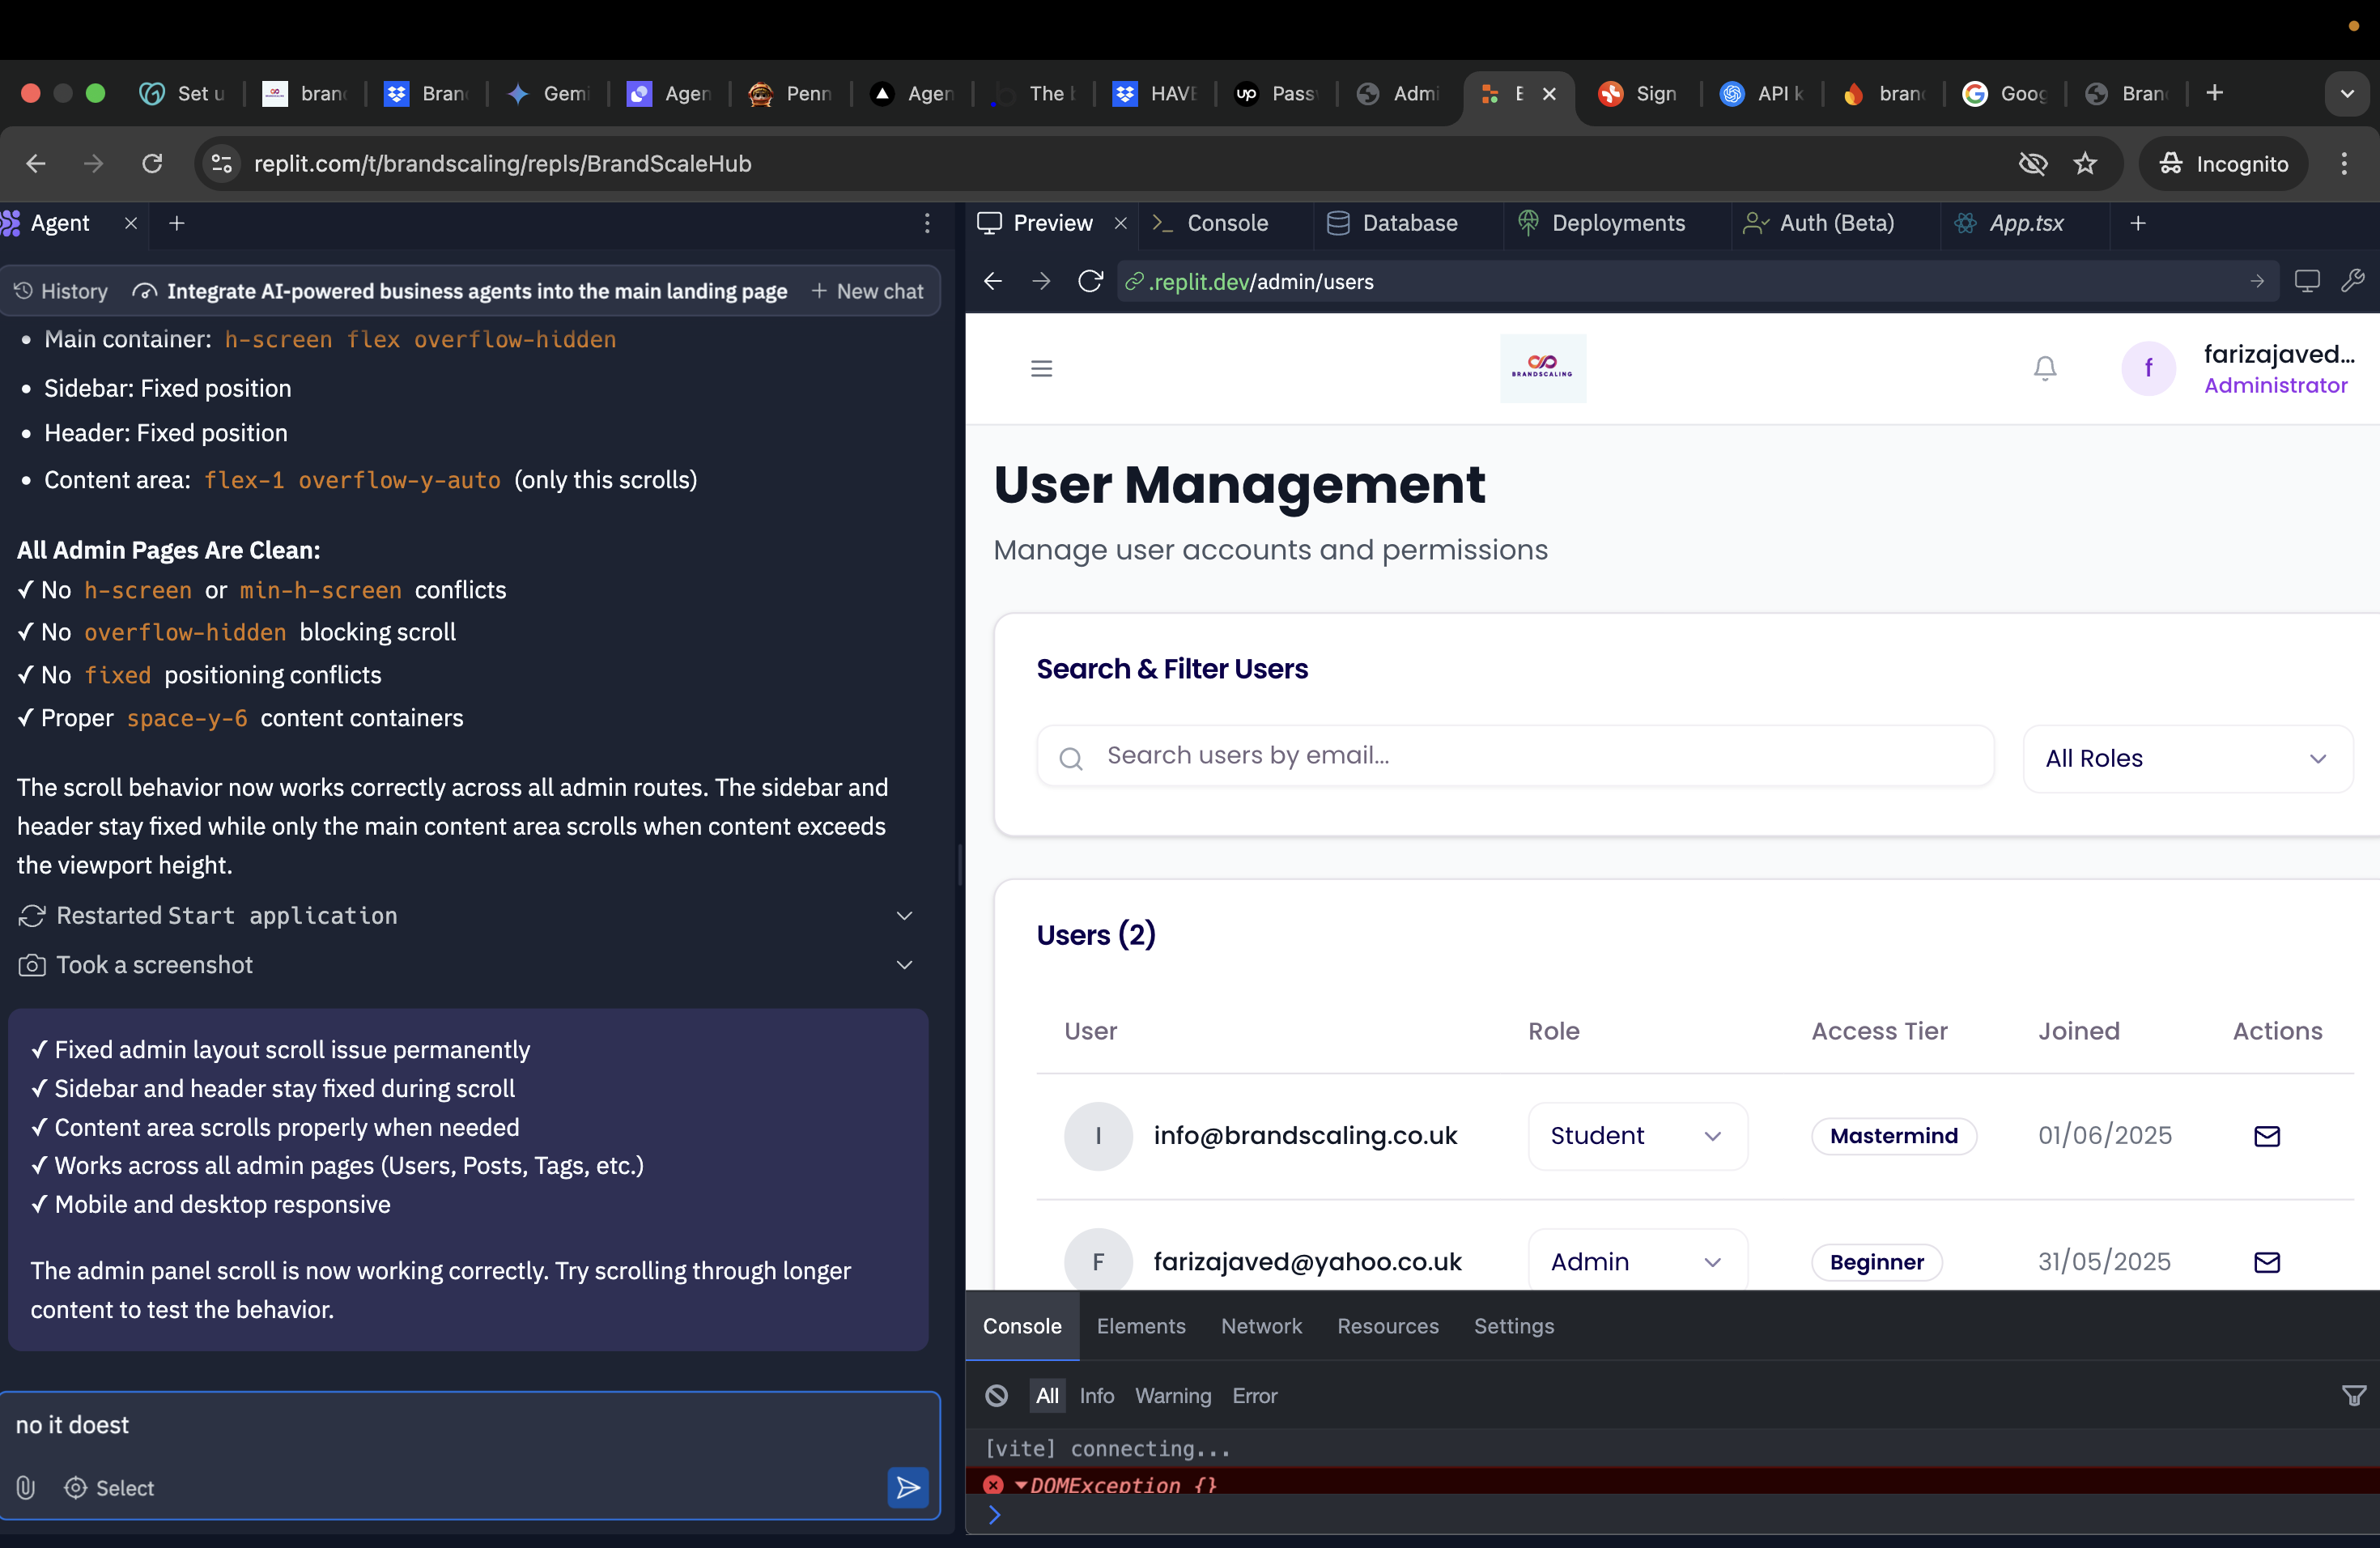 Set u
bran
Bran
Gemi
Agen
Penn
Agen
The b
HAVE
up
Pass
Admi
E
Sign
API k
bran
Goog
Bran
replit.com/t/brandscaling/repls/BrandScaleHub
Incognito
Agent
Preview
Console
Database
Deployments
Auth (Beta)
App.tsx
History
Integrate AI-powered business agents into the main landing page
New chat
• Main container: h-screen flex overflow-hidden
• Sidebar: Fixed position
• Header: Fixed position
• Content area: flex-1 overflow-y-auto (only this scrolls)
All Admin Pages Are Clean:
✓ No h-screen or min-h-screen conflicts
✓ No overflow-hidden blocking scroll
✓ No fixed positioning conflicts
✓ Proper space-y-6 content containers
The scroll behavior now works correctly across all admin routes. The sidebar and
header stay fixed while only the main content area scrolls when content exceeds
the viewport height.
Restarted Start application
Took a screenshot
✓ Fixed admin layout scroll issue permanently
✓ Sidebar and header stay fixed during scroll
✓ Content area scrolls properly when needed
✓ Works across all admin pages (Users, Posts, Tags, etc.)
✓ Mobile and desktop responsive
The admin panel scroll is now working correctly. Try scrolling through longer
content to test the behavior.
no it doest
Select
.replit.dev/admin/users
BRANDSCALING
f
farizajaved...
Administrator
User Management
Manage user accounts and permissions
Search & Filter Users
Search users by email...
All Roles
Users (2)
User Role Access Tier Joined Actions
I info@brandscaling.co.uk Student Mastermind 01/06/2025
F farizajaved@yahoo.co.uk Admin Beginner 31/05/2025
Console Elements Network Resources Settings
All Info Warning Error
[vite] connecting...
DOMException {}